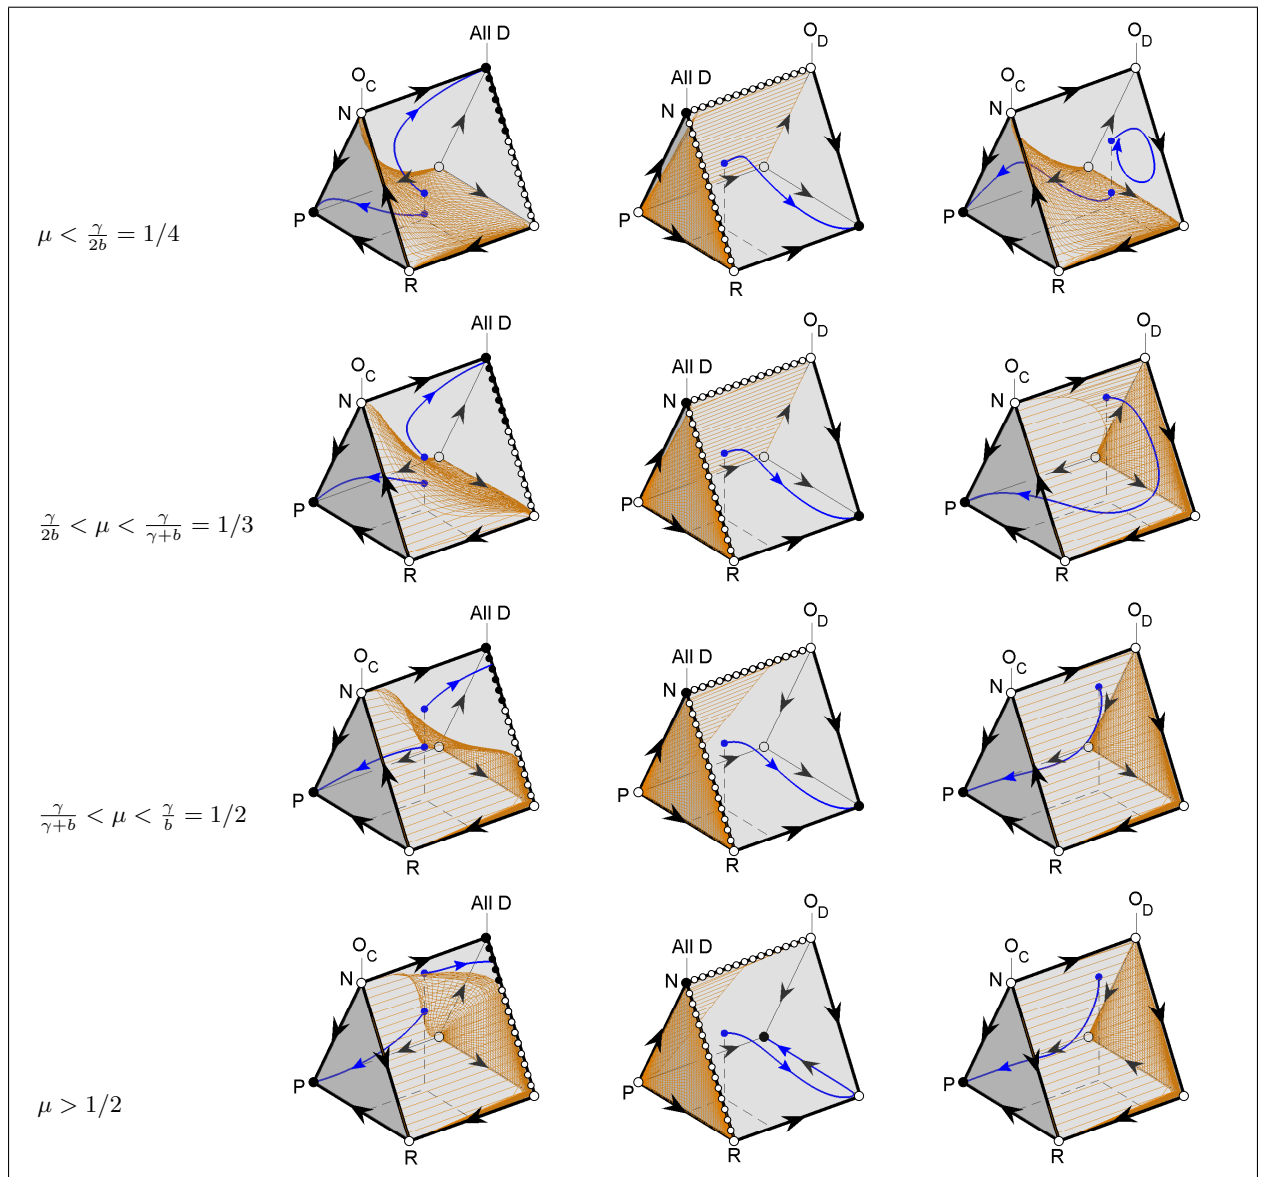 All D
O_C
N
P
R
O_D
All D
N
P
R
O_D
O_C
N
P
R
μ < γ/2b = 1/4
All D
O_C
N
P
R
O_D
All D
N
P
R
O_D
O_C
N
P
R
γ/2b < μ < γ/γ+b = 1/3
All D
O_C
N
P
R
O_D
All D
N
P
R
O_D
O_C
N
P
R
γ/γ+b < μ < γ/b = 1/2
All D
O_C
N
P
R
O_D
All D
N
P
R
O_D
O_C
N
P
R
μ > 1/2